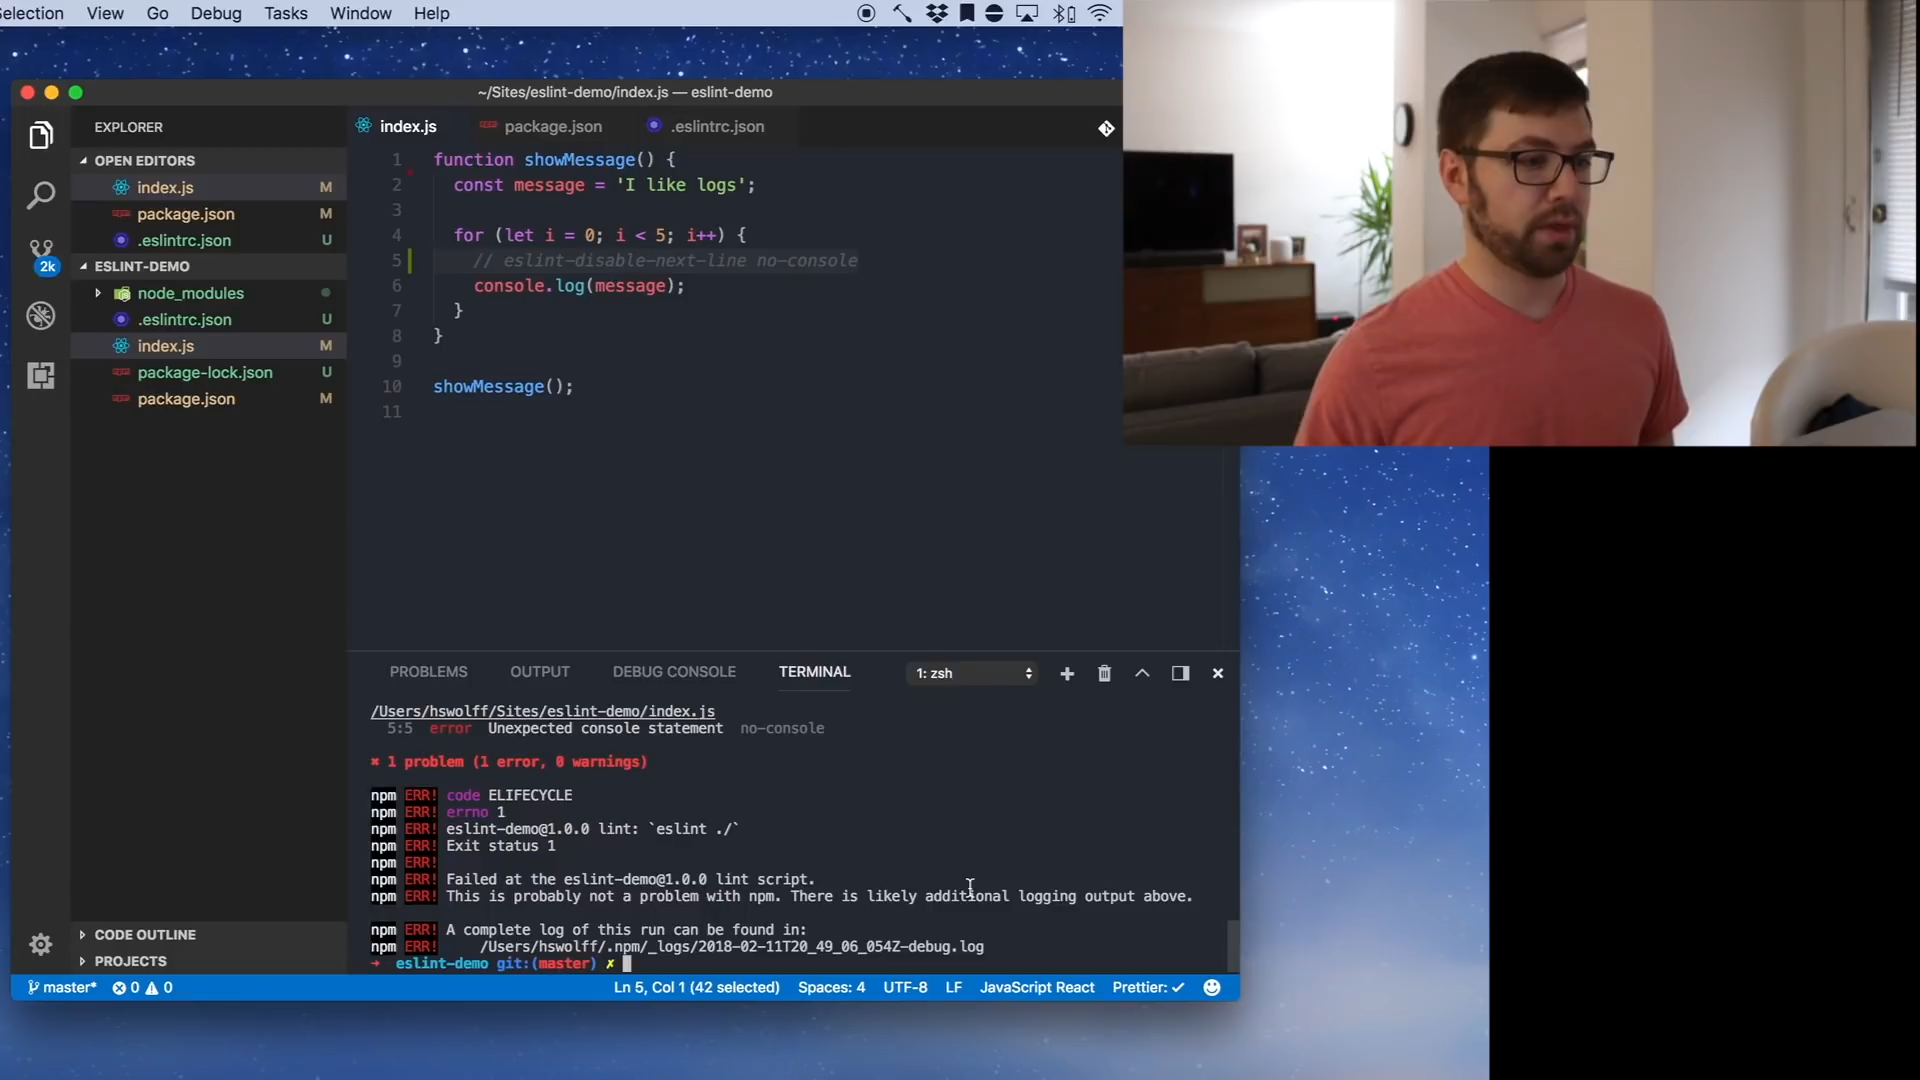 Selection View Go Debug Tasks Window Help
~/Sites/eslint-demo/index.js — eslint-demo
EXPLORER
OPEN EDITORS
index.js M
package.json M
.eslintrc.json U
2k
ESLINT-DEMO
node_modules
.eslintrc.json U
index.js M
package-lock.json U
package.json M
CODE OUTLINE
PROJECTS
index.js package.json .eslintrc.json
1 function showMessage() {
2 const message = 'I like logs';
3
4 for (let i = 0; i < 5; i++) {
5 // eslint-disable-next-line no-console
6 console.log(message);
7 }
8 }
9
10 showMessage();
11
PROBLEMS OUTPUT DEBUG CONSOLE TERMINAL 1: zsh
/Users/hswolff/Sites/eslint-demo/index.js
5:5 error Unexpected console statement no-console
✖ 1 problem (1 error, 0 warnings)
npm ERR! code ELIFECYCLE
npm ERR! errno 1
npm ERR! eslint-demo@1.0.0 lint: `eslint ./`
npm ERR! Exit status 1
npm ERR!
npm ERR! Failed at the eslint-demo@1.0.0 lint script.
npm ERR! This is probably not a problem with npm. There is likely additional logging output above.
npm ERR! A complete log of this run can be found in:
npm ERR! /Users/hswolff/.npm/_logs/2018-02-11T20_49_06_054Z-debug.log
➜ eslint-demo git:(master) ✗
master* 0 0 Ln 5, Col 1 (42 selected) Spaces: 4 UTF-8 LF JavaScript React Prettier: ✓